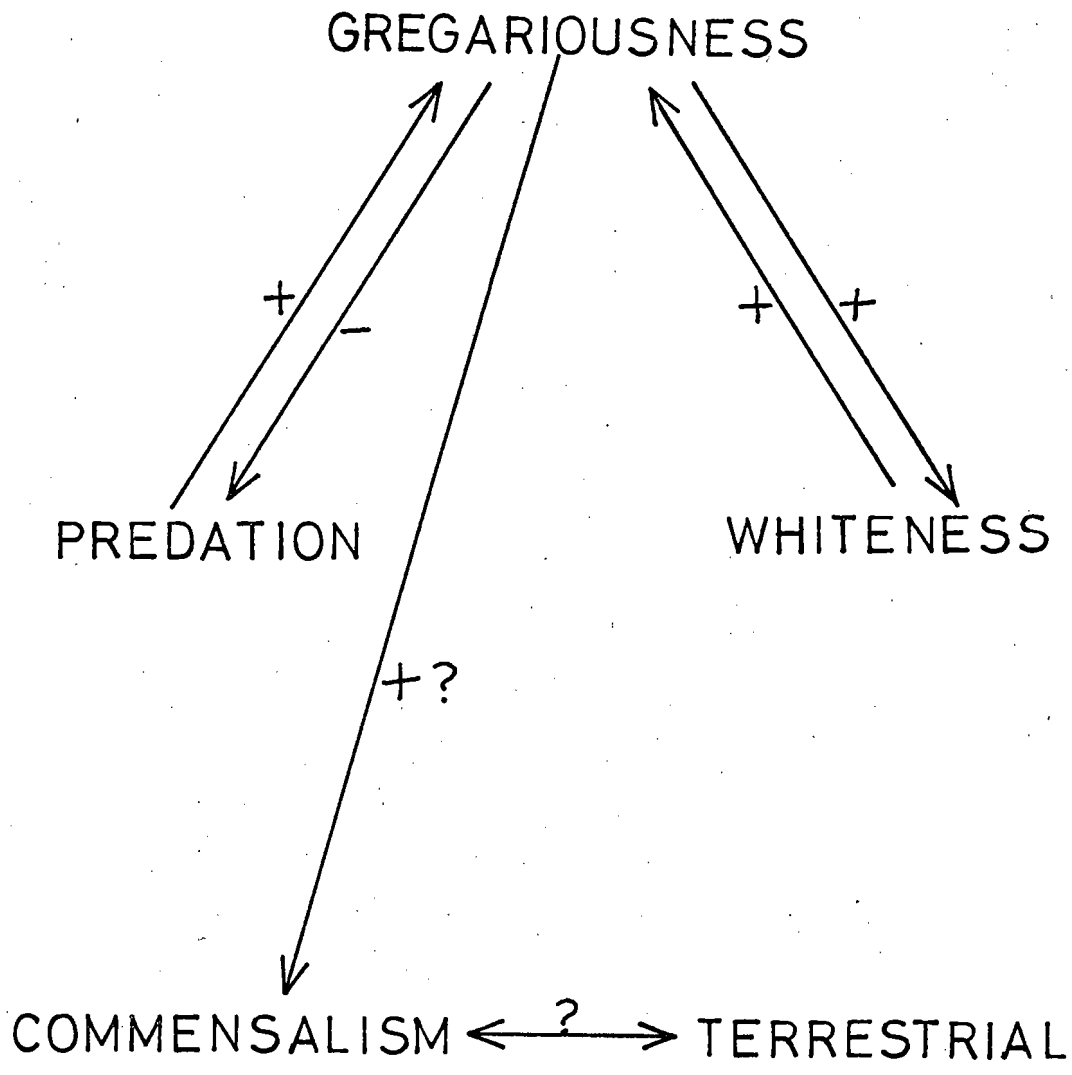 GREGARIOUSNESS
+
-
+
+
PREDATION
WHITENESS
+?
?
COMMENSALISM
TERRESTRIAL